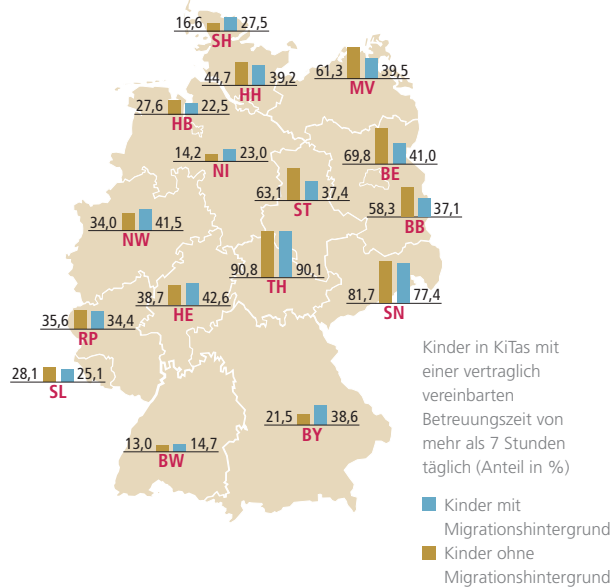 16,6 27,5
SH
44,7 39,2
HH
61,3 39,5
MV
27,6 22,5
HB
14,2 23,0
NI
69,8 41,0
BE
63,1 37,4
ST
58,3 37,1
BB
34,0 41,5
NW
90,8 90,1
TH
81,7 77,4
SN
38,7 42,6
HE
35,6 34,4
RP
28,1 25,1
SL
21,5 38,6
BY
13,0 14,7
BW
Kinder in KiTas mit
einer vertraglich
vereinbarten
Betreuungszeit von
mehr als 7 Stunden
täglich (Anteil in %)
Kinder mit
Migrationshintergrund
Kinder ohne
Migrationshintergrund